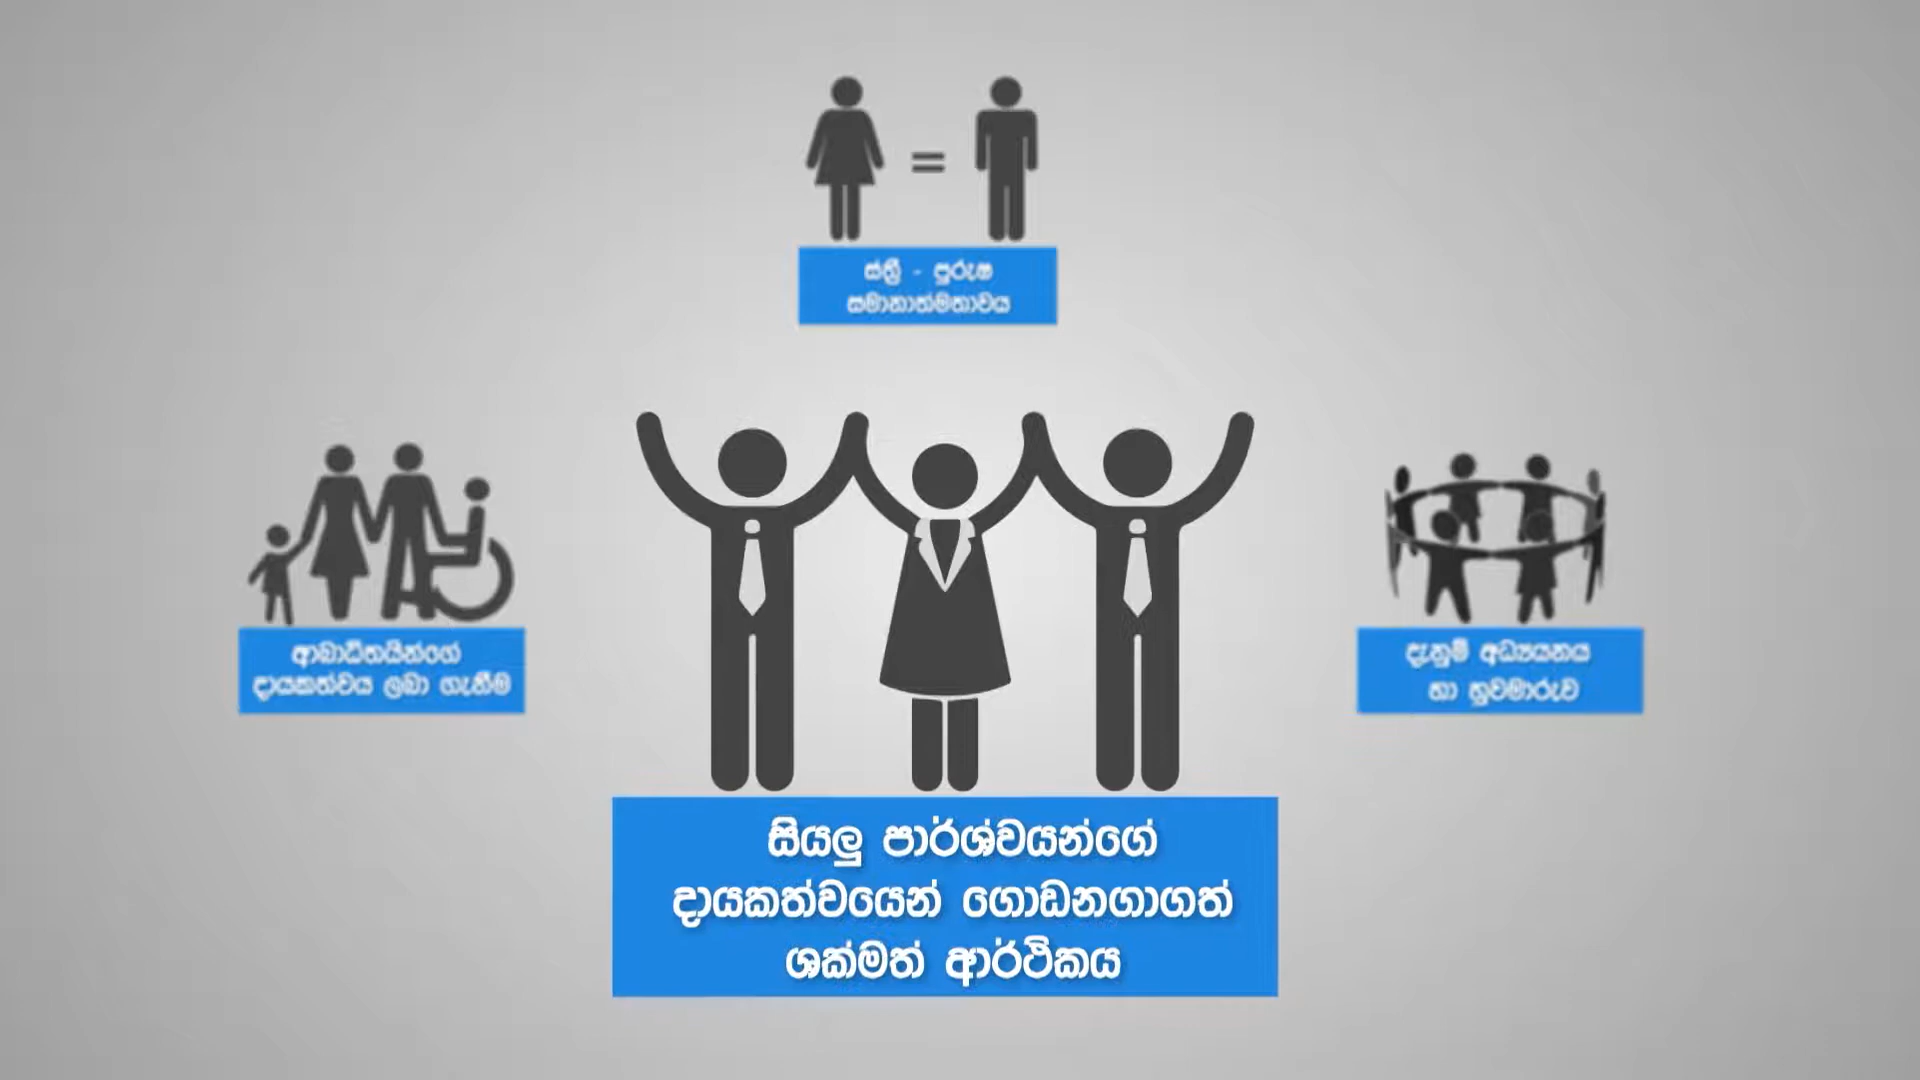 ස්ත්‍රී - පුරුෂ
සමානාත්මතාවය
ආබාධිතයින්ගේ
දායකත්වය ලබා ගැනීම
දැනුම් අධ්‍යයනය
හා හුවමාරුව
සියලු පාර්ශ්වයන්ගේ
දායකත්වයෙන් ගොඩනගාගත්
ශක්මත් ආර්ථිකය